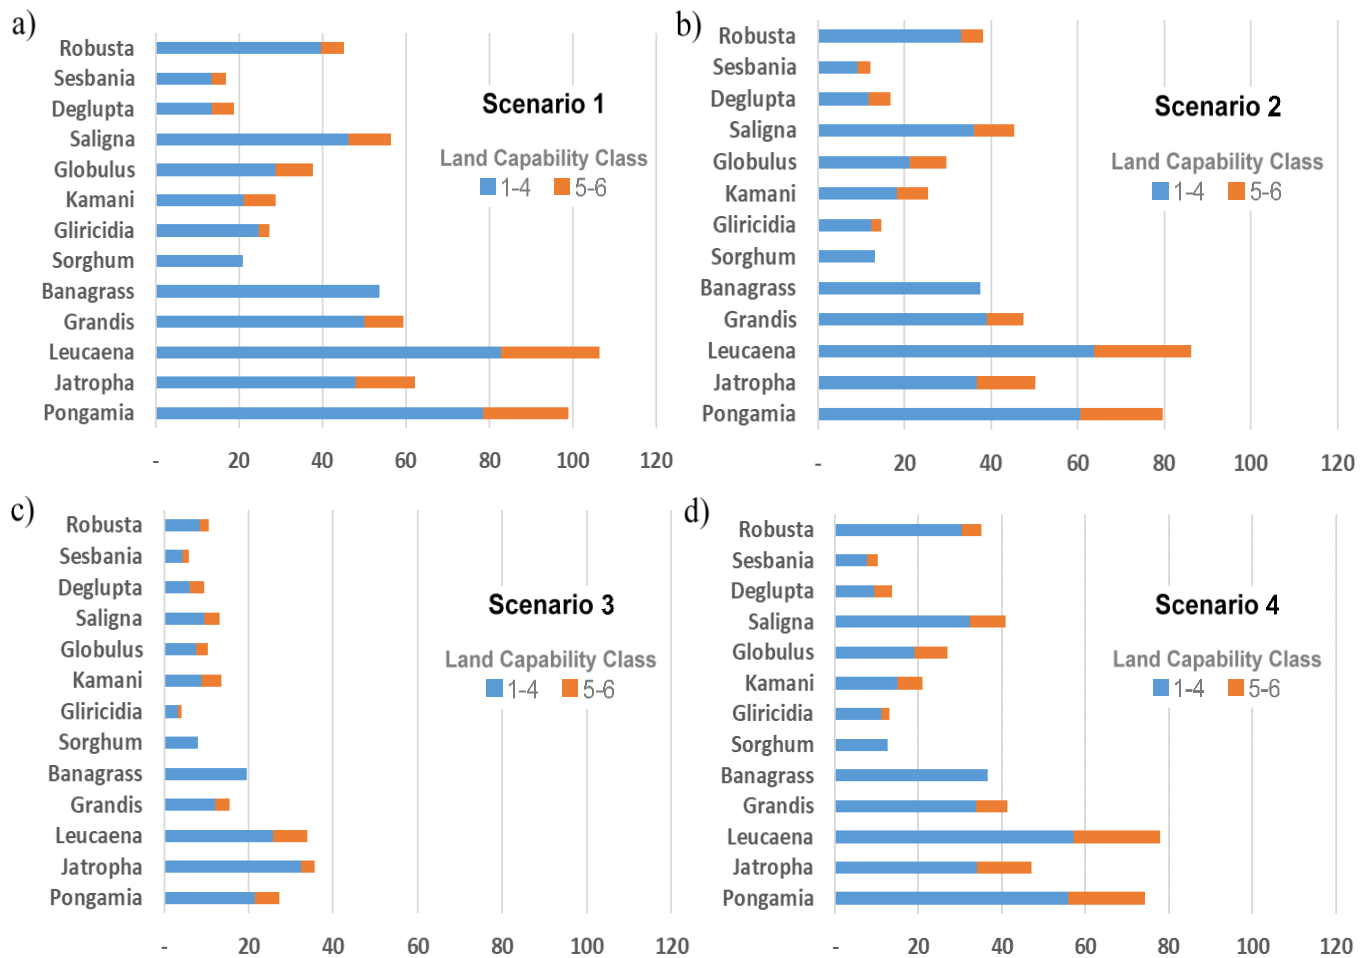 a)
Robusta
Sesbania
Deglupta
Saligna
Globulus
Kamani
Gliricidia
Sorghum
Banagrass
Grandis
Leucaena
Jatropha
Pongamia
Scenario 1
Land Capability Class
1-4 5-6
- 20 40 60 80 100 120
b)
Robusta
Sesbania
Deglupta
Saligna
Globulus
Kamani
Gliricidia
Sorghum
Banagrass
Grandis
Leucaena
Jatropha
Pongamia
Scenario 2
Land Capability Class
1-4 5-6
- 20 40 60 80 100 120
c)
Robusta
Sesbania
Deglupta
Saligna
Globulus
Kamani
Gliricidia
Sorghum
Banagrass
Grandis
Leucaena
Jatropha
Pongamia
Scenario 3
Land Capability Class
1-4 5-6
- 20 40 60 80 100 120
d)
Robusta
Sesbania
Deglupta
Saligna
Globulus
Kamani
Gliricidia
Sorghum
Banagrass
Grandis
Leucaena
Jatropha
Pongamia
Scenario 4
Land Capability Class
1-4 5-6
- 20 40 60 80 100 120